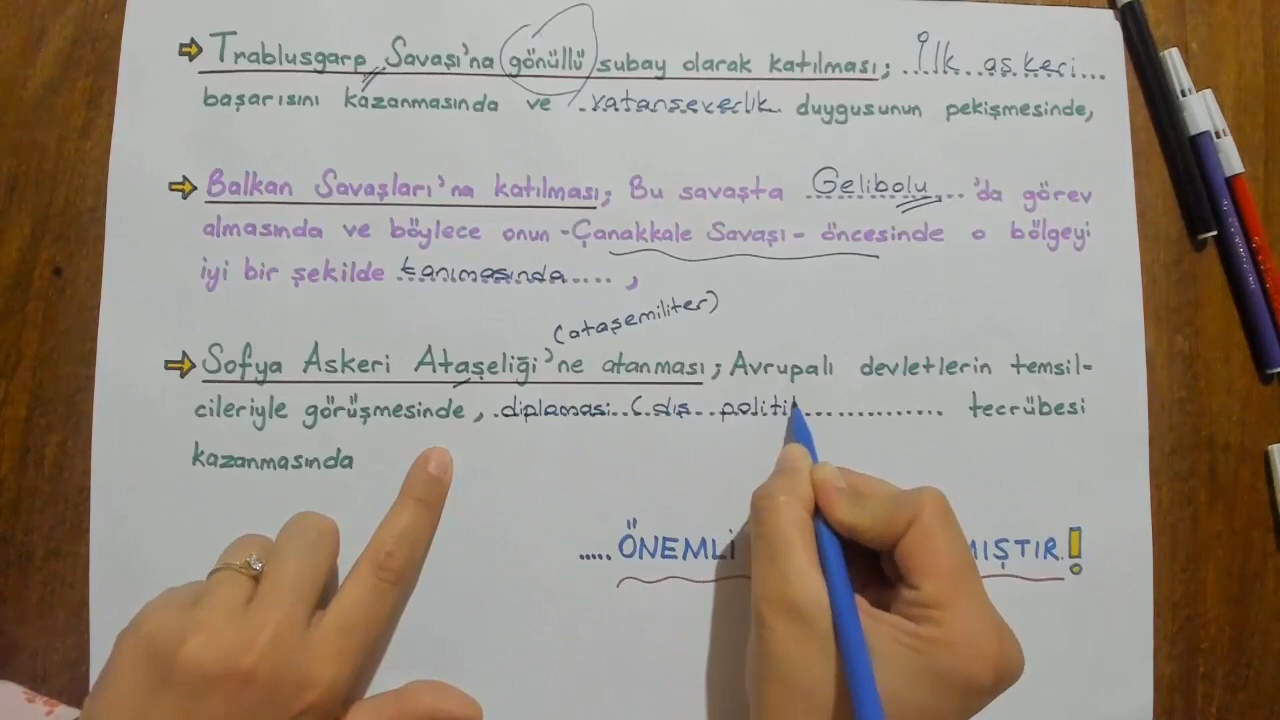 Trablusgarp Savaşı'na gönüllü subay olarak katılması; İlk askeri...
başarısını kazanmasında ve .vatanseverlik. duygusunun pekişmesinde,
Balkan Savaşları'na katılması; Bu savaşta ..Gelibolu...'da görev
almasında ve böylece onun -Çanakkale Savaşı- öncesinde o bölgeyi
iyi bir şekilde tanımasında....,
(ataşemiliter)
Sofya Askeri Ataşeliği'ne atanması; Avrupalı devletlerin temsil-
cileriyle görüşmesinde, .diplomasi..(.dış..politi.............. tecrübesi
kazanmasında
.....ÖNEMLİ MIŞTIR.!